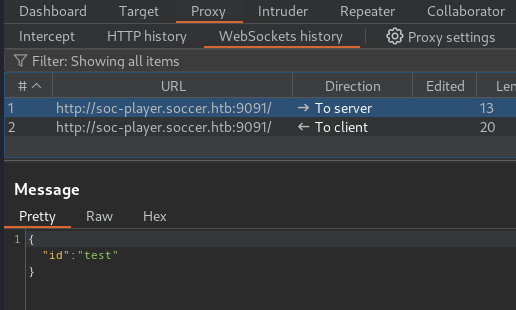 Dashboard Target Proxy Intruder Repeater Collaborator
Intercept HTTP history WebSockets history Proxy settings
Filter: Showing all items
# URL Direction Edited
1 http://soc-player.soccer.htb:9091/ → To server 13
2 http://soc-player.soccer.htb:9091/ ← To client 20
Message
Pretty Raw Hex
1 {
"id":"test"
}